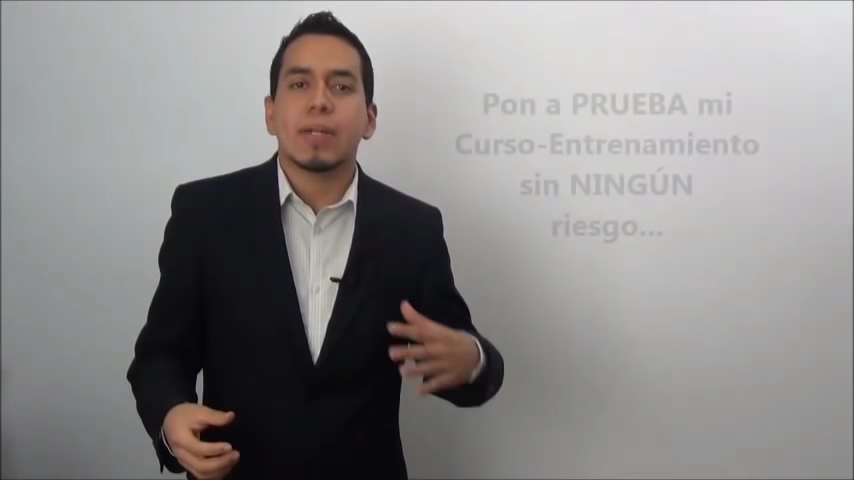 Pon a PRUEBA mi
Curso-Entrenamiento
sin NINGÚN
riesgo...